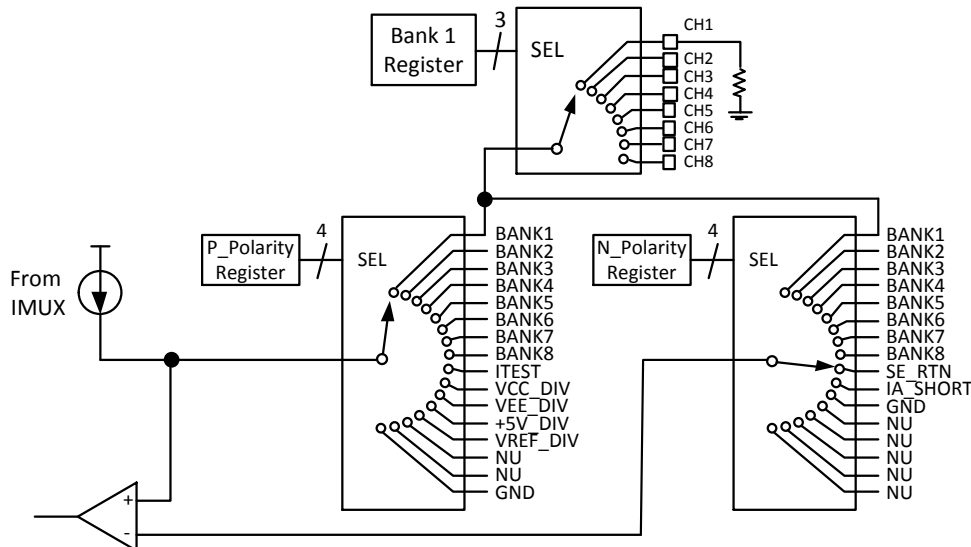 Bank 1
Register
3
SEL
CH1
CH2
CH3
CH4
CH5
CH6
CH7
CH8
From
IMUX
P_Polarity
Register
4
SEL
BANK1
BANK2
BANK3
BANK4
BANK5
BANK6
BANK7
BANK8
ITEST
VCC_DIV
VEE_DIV
+5V_DIV
VREF_DIV
NU
NU
GND
N_Polarity
Register
4
SEL
BANK1
BANK2
BANK3
BANK4
BANK5
BANK6
BANK7
BANK8
SE_RTN
IA_SHORT
GND
NU
NU
NU
NU
NU
+
-